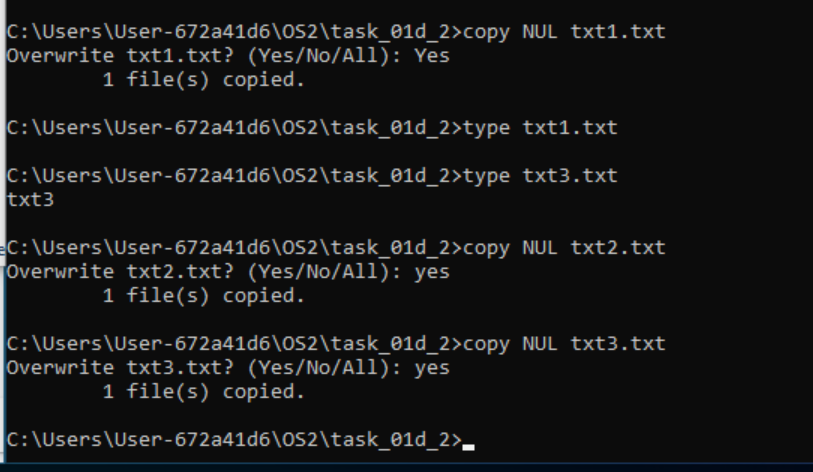 C:\Users\User-672a41d6\OS2\task_01d_2>copy NUL txt1.txt
Overwrite txt1.txt? (Yes/No/All): Yes
        1 file(s) copied.
C:\Users\User-672a41d6\OS2\task_01d_2>type txt1.txt
C:\Users\User-672a41d6\OS2\task_01d_2>type txt3.txt
txt3
C:\Users\User-672a41d6\OS2\task_01d_2>copy NUL txt2.txt
Overwrite txt2.txt? (Yes/No/All): yes
        1 file(s) copied.
C:\Users\User-672a41d6\OS2\task_01d_2>copy NUL txt3.txt
Overwrite txt3.txt? (Yes/No/All): yes
        1 file(s) copied.
C:\Users\User-672a41d6\OS2\task_01d_2>